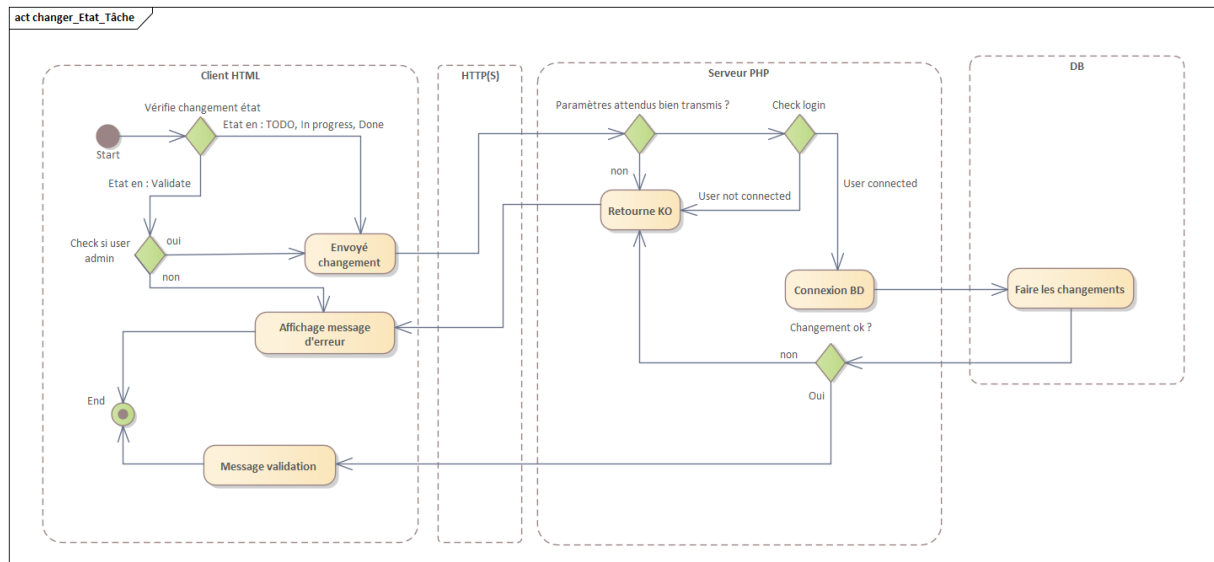 act changer_Etat_Tâche
Client HTML
HTTP(S)
Serveur PHP
DB
Vérifie changement état
Etat en : TODO, In progress, Done
Start
Etat en : Validate
Check si user
admin
oui
non
Envoyé
changement
Affichage message
d'erreur
End
Message validation
Paramètres attendus bien transmis ?
Check login
non
User not connected
User connected
Retourne KO
Connexion BD
Faire les changements
Changement ok ?
non
Oui